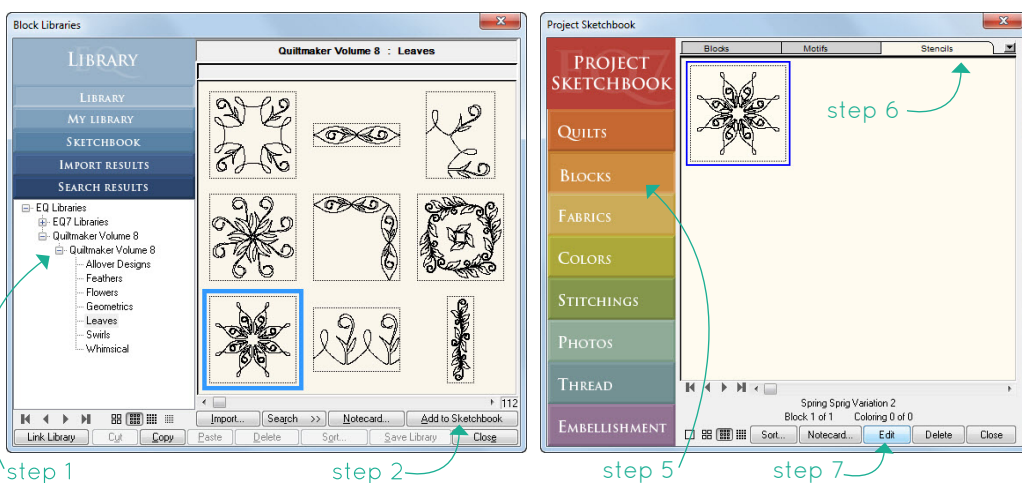 Block Libraries
LIBRARY
LIBRARY
MY LIBRARY
SKETCHBOOK
IMPORT RESULTS
SEARCH RESULTS
EQ Libraries
EQ7 Libraries
Quiltmaker Volume 8
Quiltmaker Volume 8
Allover Designs
Feathers
Flowers
Geometrics
Leaves
Swirls
Whimsical
Quiltmaker Volume 8 : Leaves
112
Import... Search >> Notecard... Add to Sketchbook
Link Library Cut Copy Paste Delete Sort... Save Library Close
step 1
step 2
Project Sketchbook
PROJECT
SKETCHBOOK
QUILTS
BLOCKS
FABRICS
COLORS
STITCHINGS
PHOTOS
THREAD
EMBELLISHMENT
Blocks Motifs Stencils
step 6
Spring Sprig Variation 2
Block 1 of 1 Coloring 0 of 0
Sort... Notecard... Edit Delete Close
step 5
step 7